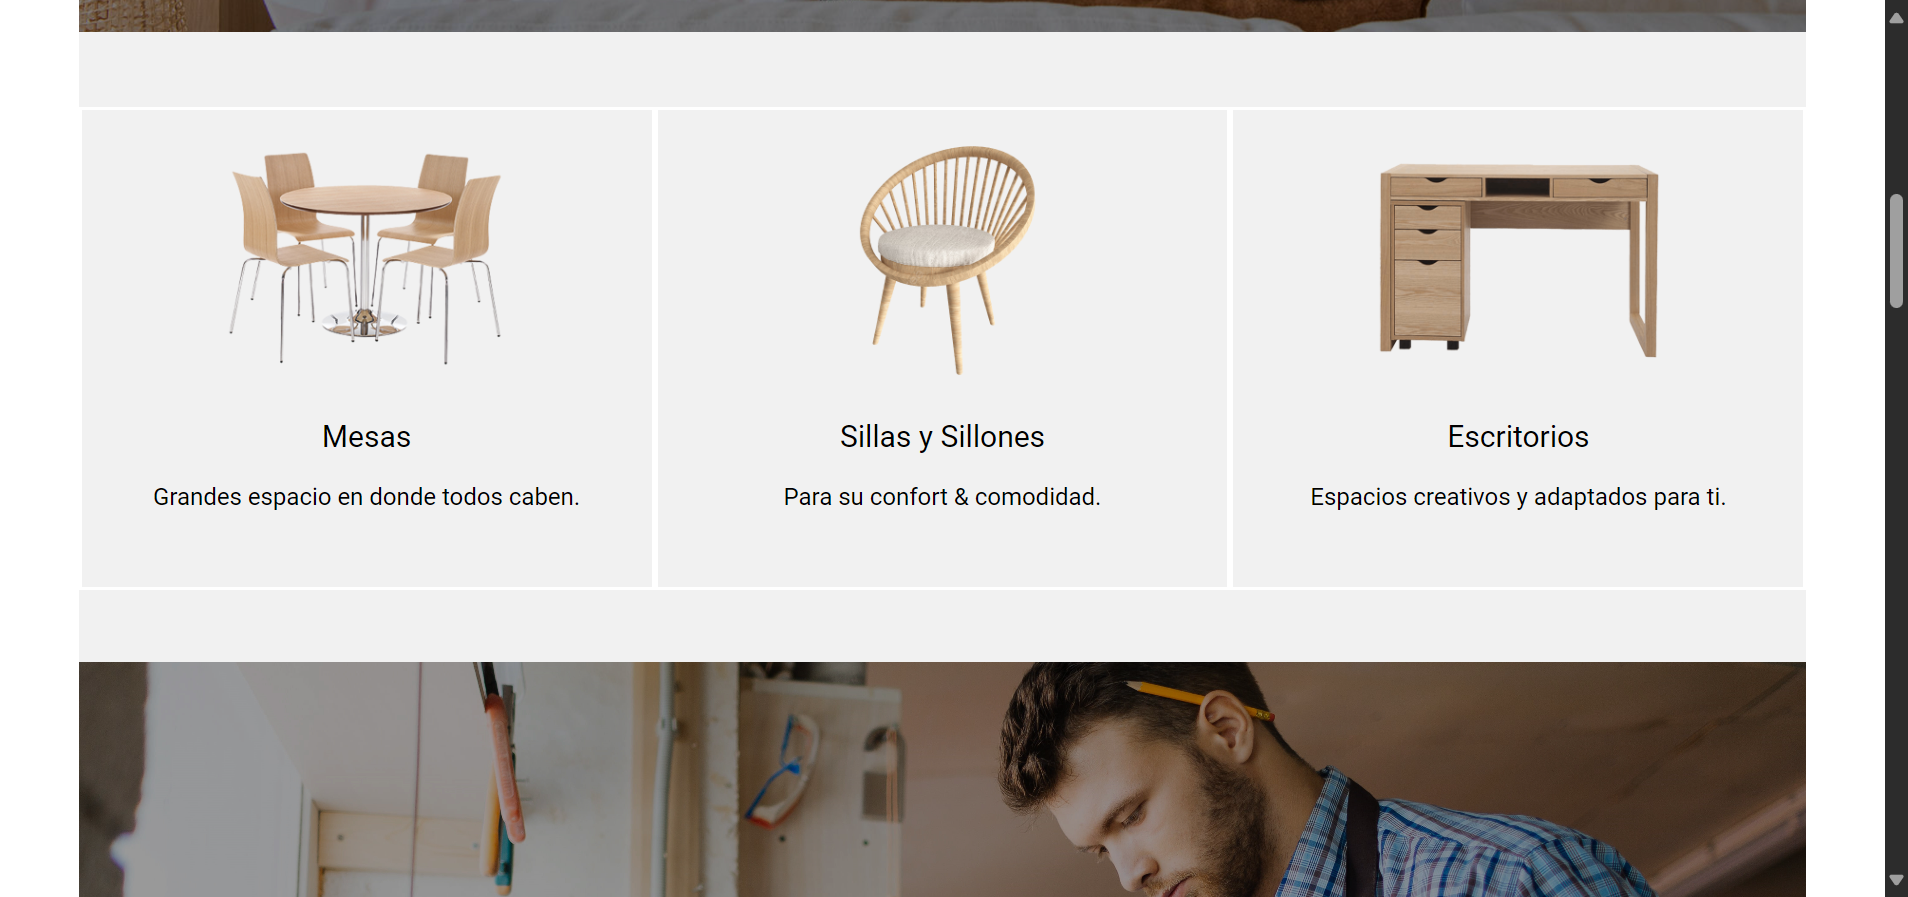 Mesas
Sillas y Sillones
Escritorios
Grandes espacio en donde todos caben.
Para su confort & comodidad.
Espacios creativos y adaptados para ti.